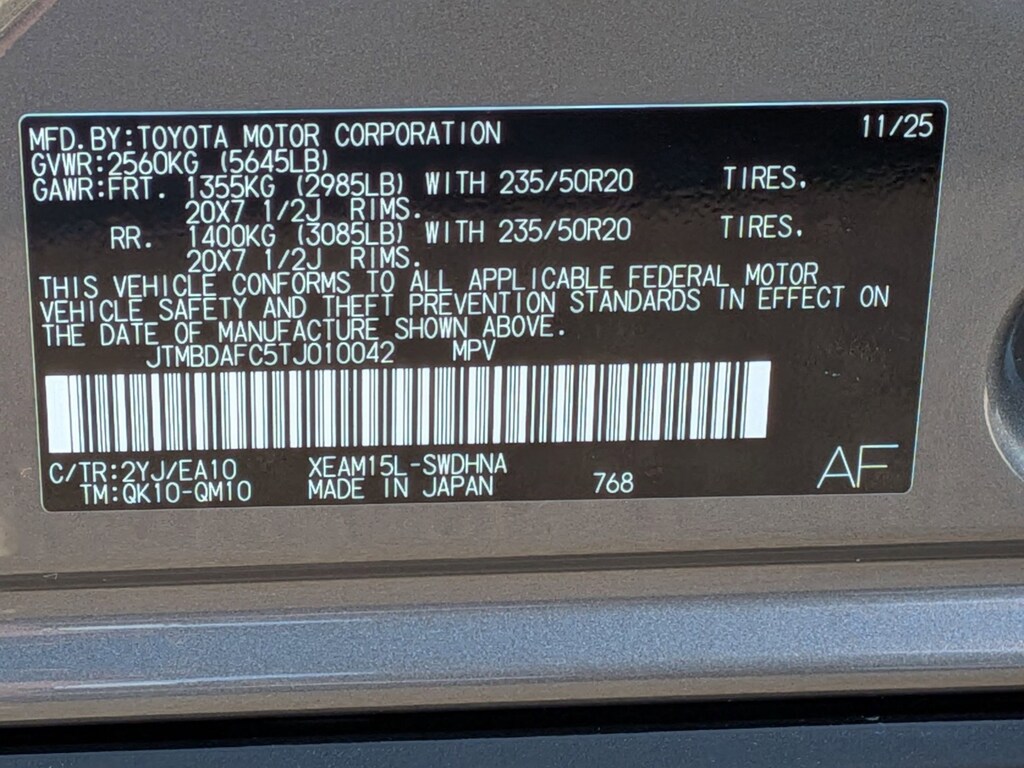 MFD.BY:TOYOTA MOTOR CORPORATION 11/25
GVWR:2560KG (5645LB)
GAWR:FRT. 1355KG (2985LB) WITH 235/50R20 TIRES,
20X7 1/2J RIMS.
RR. 1400KG (3085LB) WITH 235/50R20 TIRES,
20X7 1/2J RIMS.
THIS VEHICLE CONFORMS TO ALL APPLICABLE FEDERAL MOTOR
VEHICLE SAFETY AND THEFT PREVENTION STANDARDS IN EFFECT ON
THE DATE OF MANUFACTURE SHOWN ABOVE.
JTMBDAFC5TJ010042 MPV
C/TR:2YJ/EA10 XEAM15L-SWDHNA
TM:QK10-QM10 MADE IN JAPAN 768 AF